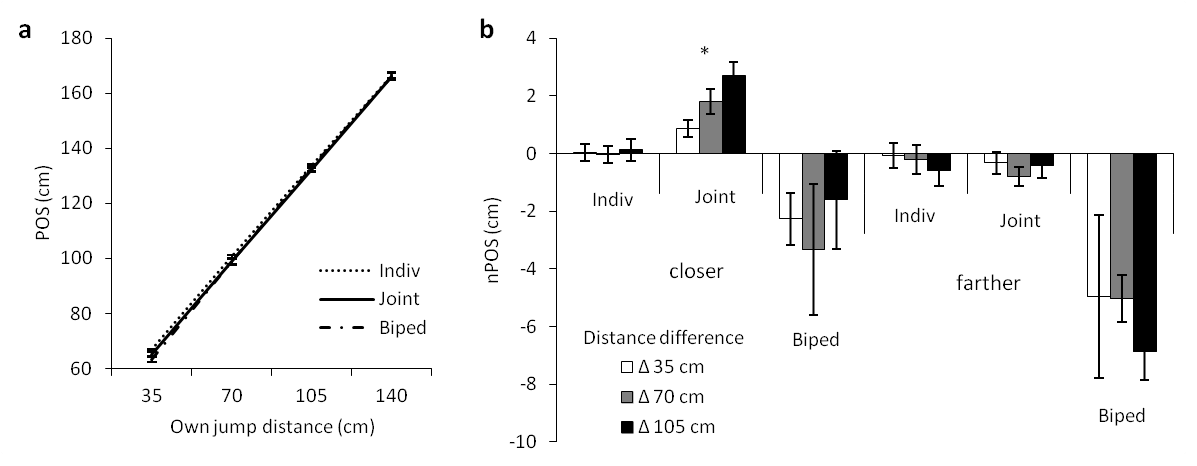 a
180
160
140
120
100
80
60
POS (cm)
35 70 105 140
Own jump distance (cm)
Indiv
Joint
Biped
b
4
2
0
-2
-4
-6
-8
-10
nPOS (cm)
*
Indiv
Joint
Biped
closer
Indiv
Joint
Biped
farther
Distance difference
Δ 35 cm
Δ 70 cm
Δ 105 cm